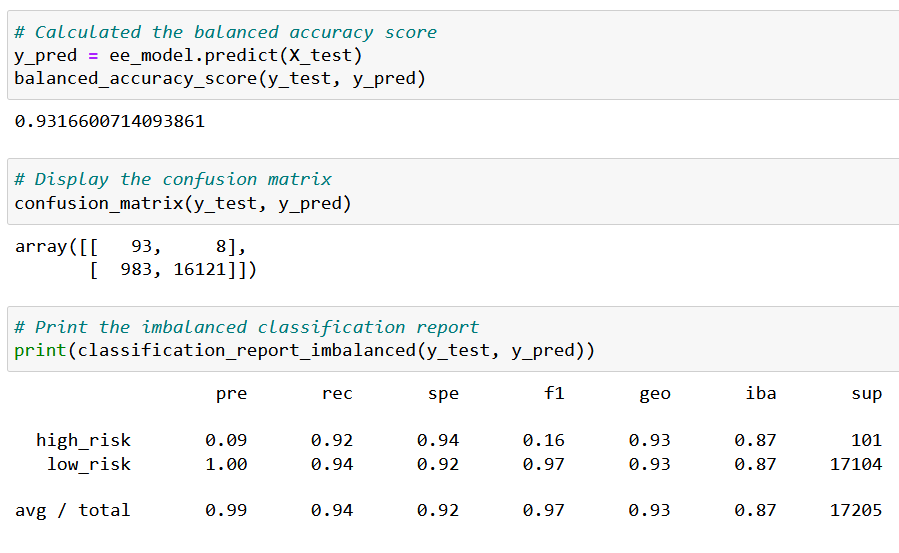 # Calculated the balanced accuracy score
y_pred = ee_model.predict(X_test)
balanced_accuracy_score(y_test, y_pred)
0.9316600714093861
# Display the confusion matrix
confusion_matrix(y_test, y_pred)
array([[   93,     8],
       [  983, 16121]])
# Print the imbalanced classification report
print(classification_report_imbalanced(y_test, y_pred))
pre rec spe f1 geo iba sup
high_risk 0.09 0.92 0.94 0.16 0.93 0.87 101
low_risk 1.00 0.94 0.92 0.97 0.93 0.87 17104
avg / total 0.99 0.94 0.92 0.97 0.93 0.87 17205